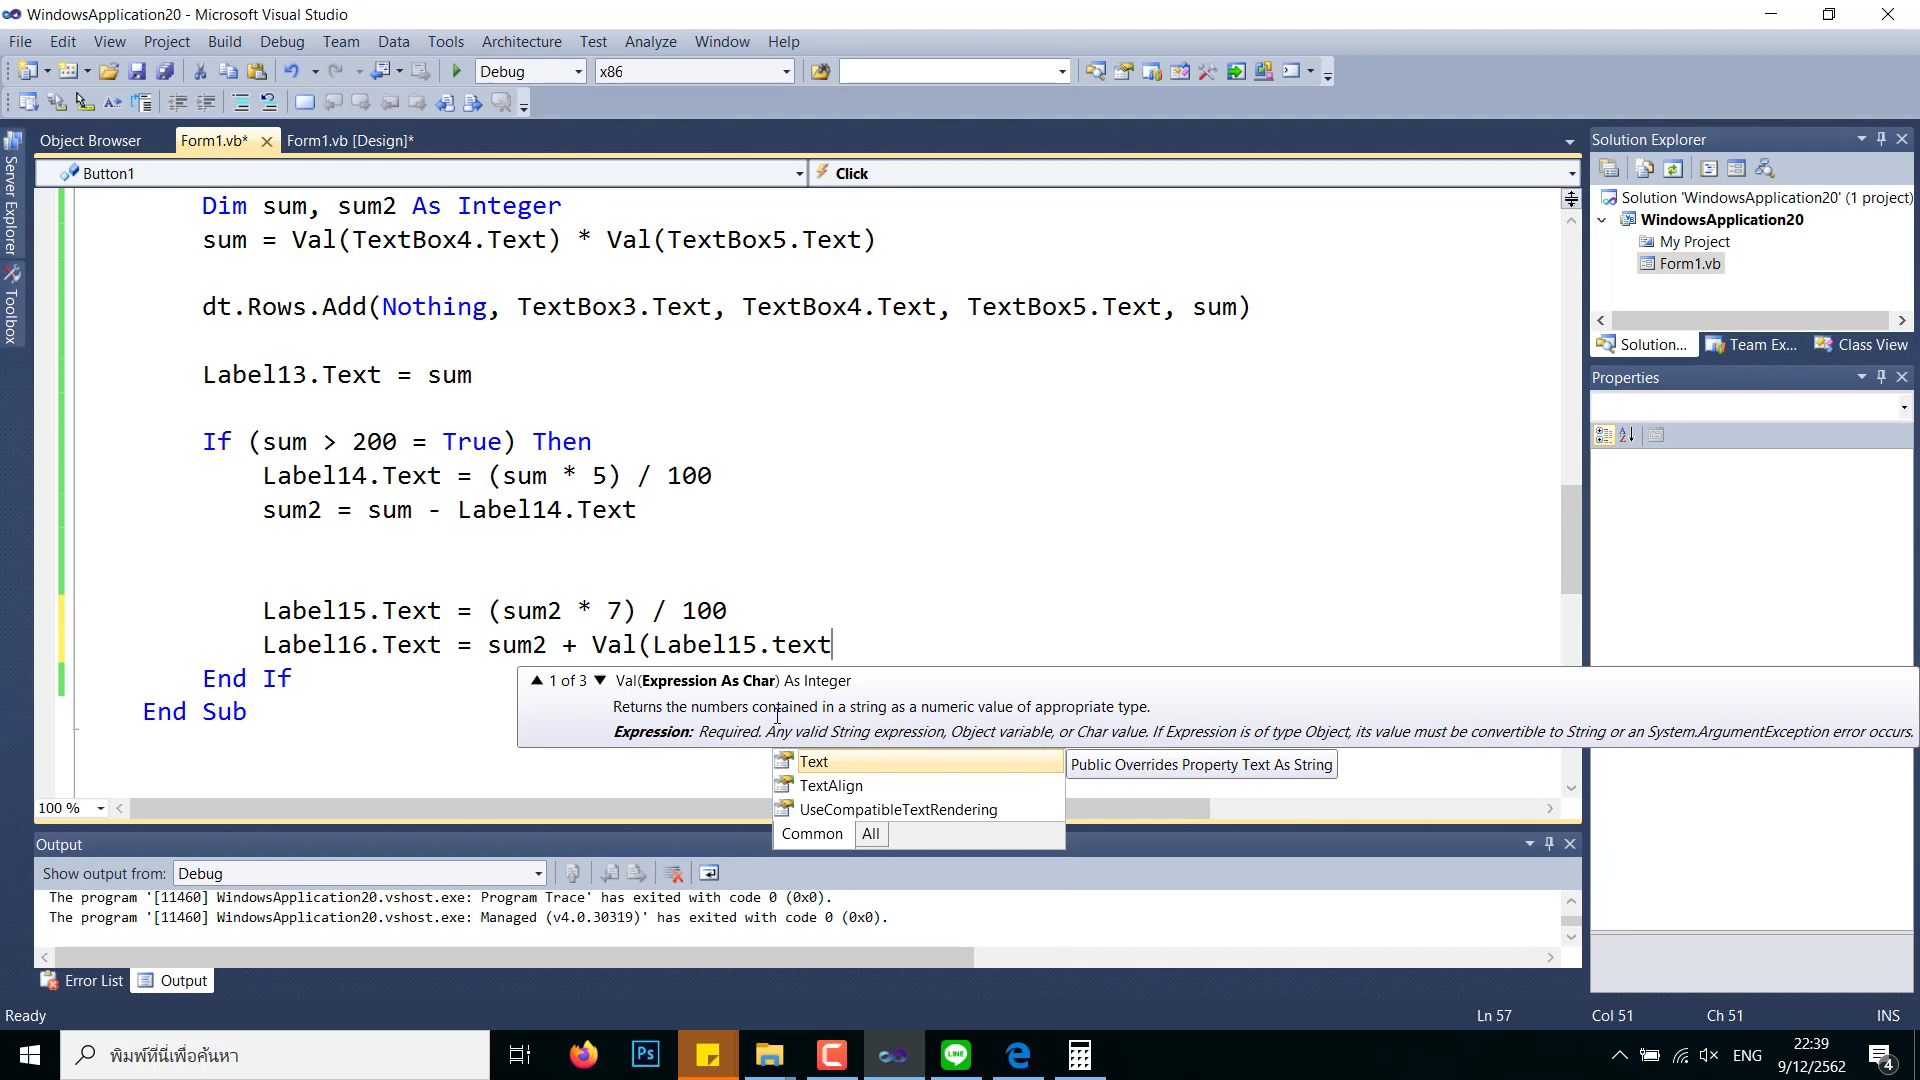 WindowsApplication20 - Microsoft Visual Studio
File Edit View Project Build Debug Team Data Tools Architecture Test Analyze Window Help
Debug x86
Object Browser Form1.vb* Form1.vb [Design]*
Button1 Click
Dim sum, sum2 As Integer
sum = Val(TextBox4.Text) * Val(TextBox5.Text)
dt.Rows.Add(Nothing, TextBox3.Text, TextBox4.Text, TextBox5.Text, sum)
Label13.Text = sum
If (sum > 200 = True) Then
Label14.Text = (sum * 5) / 100
sum2 = sum - Label14.Text
Label15.Text = (sum2 * 7) / 100
Label16.Text = sum2 + Val(Label15.text
End If
End Sub
1 of 3 Val(Expression As Char) As Integer
Returns the numbers contained in a string as a numeric value of appropriate type.
Expression: Required. Any valid String expression, Object variable, or Char value. If Expression is of type Object, its value must be convertible to String or an System.ArgumentException error occurs.
Text
TextAlign
UseCompatibleTextRendering
Common All
Public Overrides Property Text As String
100 %
Server Explorer
Toolbox
Solution Explorer
Solution 'WindowsApplication20' (1 project)
WindowsApplication20
My Project
Form1.vb
Solution... Team Ex... Class View
Properties
Output
Show output from: Debug
The program '[11460] WindowsApplication20.vshost.exe: Program Trace' has exited with code 0 (0x0).
The program '[11460] WindowsApplication20.vshost.exe: Managed (v4.0.30319)' has exited with code 0 (0x0).
Error List Output
Ready Ln 57 Col 51 Ch 51 INS
พิมพ์ที่นี่เพื่อค้นหา
Ps
LINE
ENG
22:39
9/12/2562
4